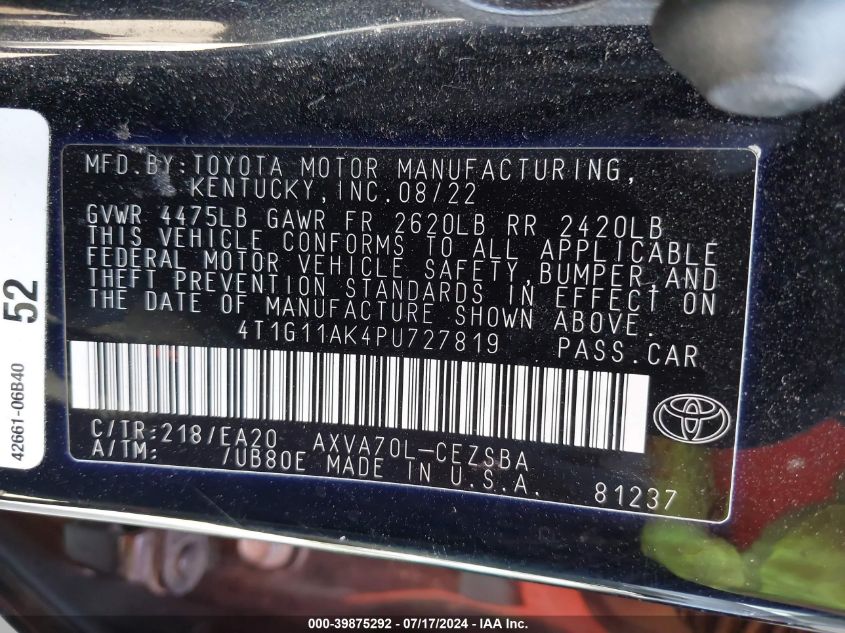 MFD.BY:TOYOTA MOTOR MANUFACTURING,
KENTUCKY,INC.08/22
GVWR 4475LB GAWR FR 2620LB RR 2420LB
THIS VEHICLE CONFORMS TO ALL APPLICABLE
FEDERAL MOTOR VEHICLE SAFETY,BUMPER,AND
THEFT PREVENTION STANDARDS IN EFFECT ON
THE DATE OF MANUFACTURE SHOWN ABOVE.
4T1G11AK4PU727819 PASS.CAR
C/TR:218/EA20 AXVA70L-CEZSBA
A/TM: 7UB80E MADE IN U.S.A.
81237
52
42661-06B40
000-39875292 - 07/17/2024 - IAA, Inc.